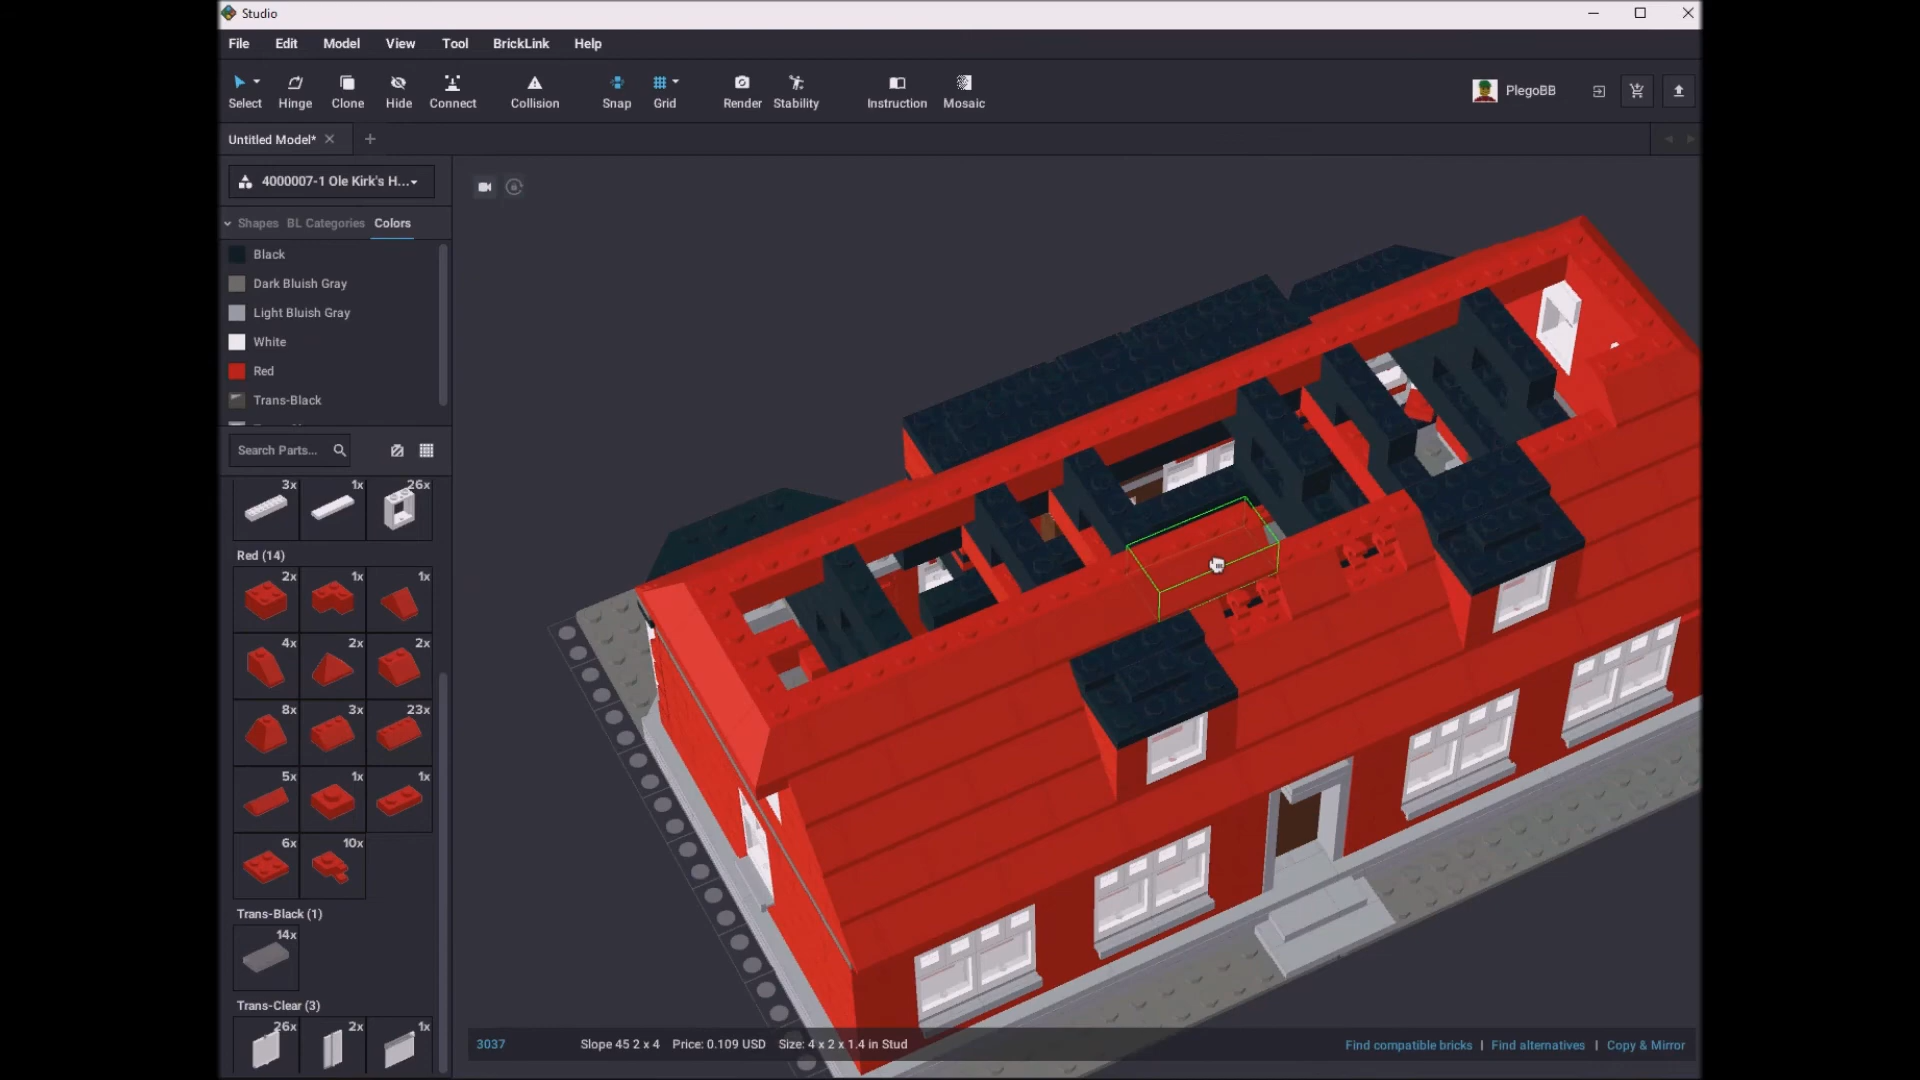 Studio
File Edit Model View Tool BrickLink Help
Select Hinge Clone Hide Connect Collision Snap Grid Render Stability Instruction Mosaic
PlegoBB
Untitled Model*
4000007-1 Ole Kirk's H...
Shapes BL Categories Colors
Black
Dark Bluish Gray
Light Bluish Gray
White
Red
Trans-Black
Search Parts...
3x 1x 26x
Red (14)
2x 1x 1x
4x 2x 2x
8x 3x 23x
5x 1x 1x
6x 10x
Trans-Black (1)
14x
Trans-Clear (3)
26x 2x 1x
3037 Slope 45 2 x 4 Price: 0.109 USD Size: 4 x 2 x 1.4 in Stud Find compatible bricks | Find alternatives | Copy & Mirror